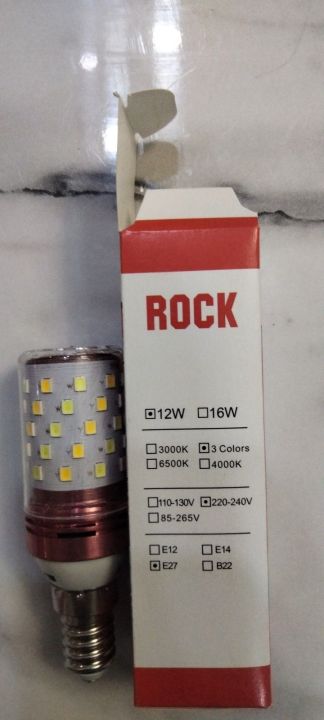 ROCK
☑12W ☐16W
☐3000K ☑3 Colors
☐6500K ☐4000K
☐110-130V ☑220-240V
☐85-265V
☐E12 ☐E14
☑E27 ☐B22